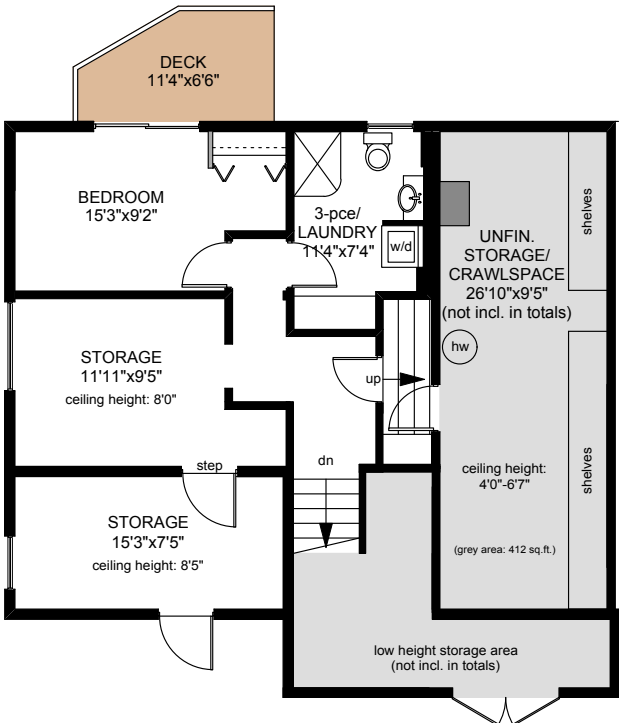 DECK
11'4"x6'6"
BEDROOM
15'3"x9'2"
3-pce/
LAUNDRY
11'4"x7'4"
w/d
shelves
UNFIN.
STORAGE/
CRAWLSPACE
26'10"x9'5"
(not incl. in totals)
hw
STORAGE
11'11"x9'5"
ceiling height: 8'0"
up
step
dn
ceiling height:
4'0"-6'7"
shelves
(grey area: 412 sq.ft.)
STORAGE
15'3"x7'5"
ceiling height: 8'5"
low height storage area
(not incl. in totals)